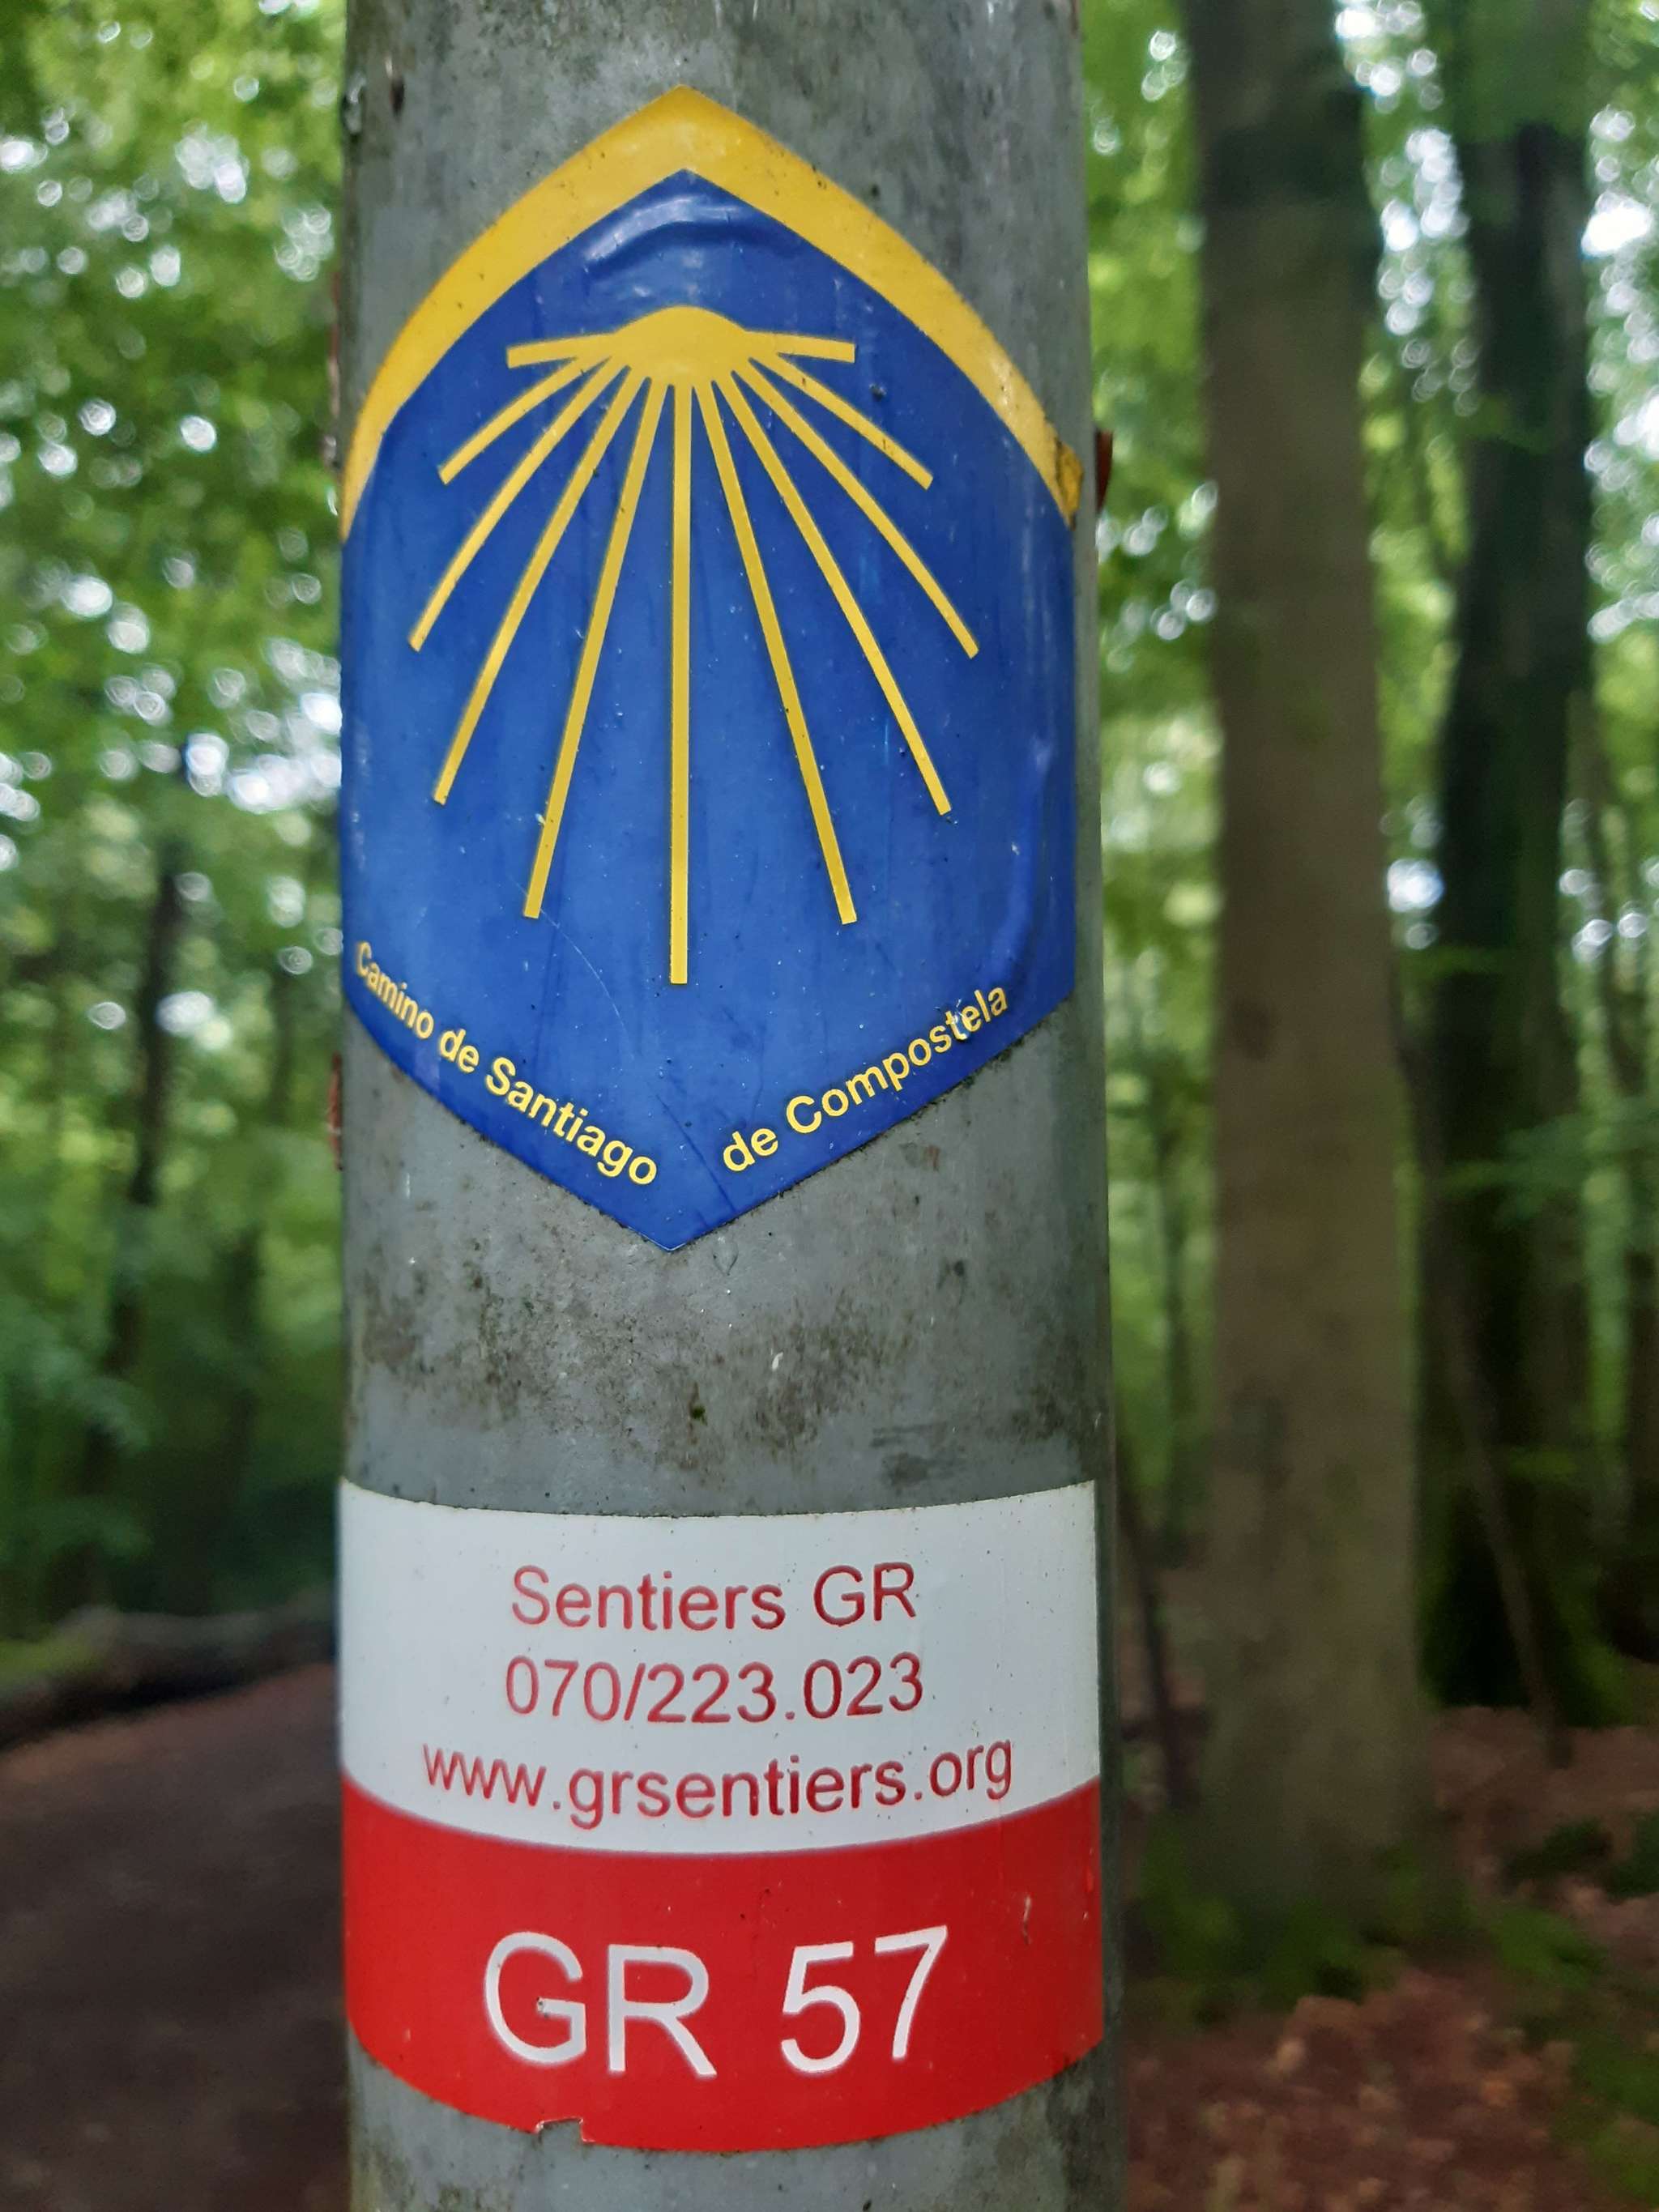 Camino de Santiago de Compostela
Sentiers GR
070/223.023
www.grsentiers.org
GR 57